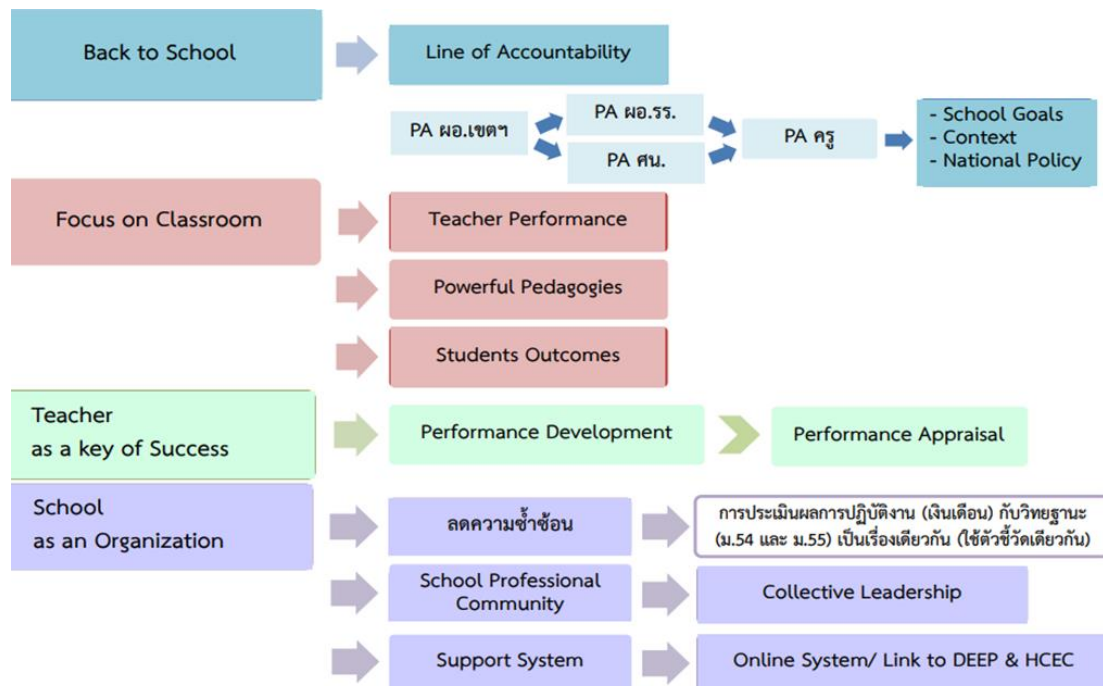 Back to School
Line of Accountability
PA ผอ.เขตฯ
PA ผอ.รร.
PA ศน.
PA ครู
- School Goals
- Context
- National Policy
Focus on Classroom
Teacher Performance
Powerful Pedagogies
Students Outcomes
Teacher
as a key of Success
Performance Development
Performance Appraisal
School
as an Organization
ลดความซ้ำซ้อน
การประเมินผลการปฏิบัติงาน (เงินเดือน) กับวิทยฐานะ
(ม.54 และ ม.55) เป็นเรื่องเดียวกัน (ใช้ตัวชี้วัดเดียวกัน)
School Professional
Community
Collective Leadership
Support System
Online System/ Link to DEEP & HCEC